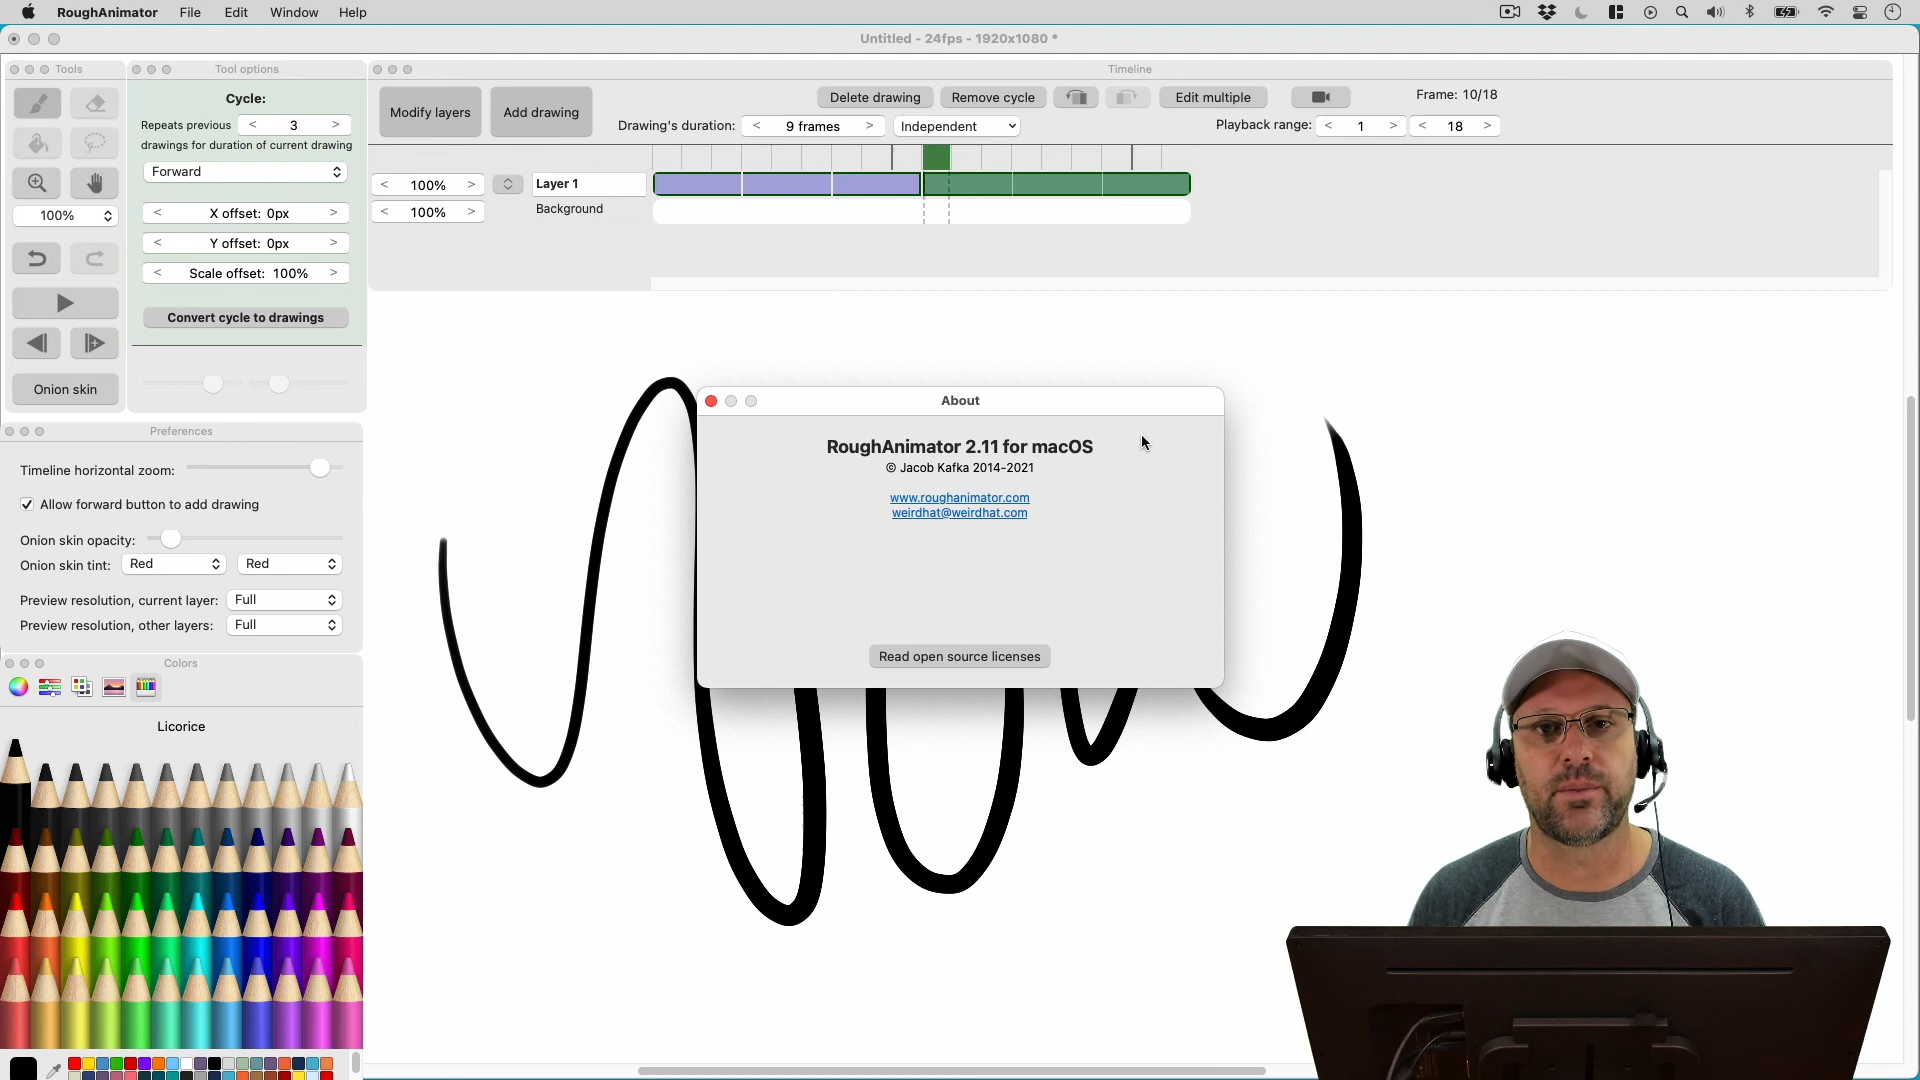 RoughAnimator File Edit Window Help
Untitled - 24fps - 1920x1080 *
Tools
Tool options
Timeline
Cycle:
Repeats previous < 3 >
drawings for duration of current drawing
Forward
< X offset: 0px >
< Y offset: 0px >
< Scale offset: 100% >
Convert cycle to drawings
100%
Onion skin
Modify layers
Add drawing
Delete drawing
Remove cycle
Edit multiple
Frame: 10/18
Drawing's duration: < 9 frames >
Independent
Playback range: < 1 > < 18 >
< 100% > Layer 1
< 100% > Background
Preferences
Timeline horizontal zoom:
Allow forward button to add drawing
Onion skin opacity:
Onion skin tint: Red Red
Preview resolution, current layer: Full
Preview resolution, other layers: Full
Colors
Licorice
About
RoughAnimator 2.11 for macOS
© Jacob Kafka 2014-2021
www.roughanimator.com
weirdhat@weirdhat.com
Read open source licenses